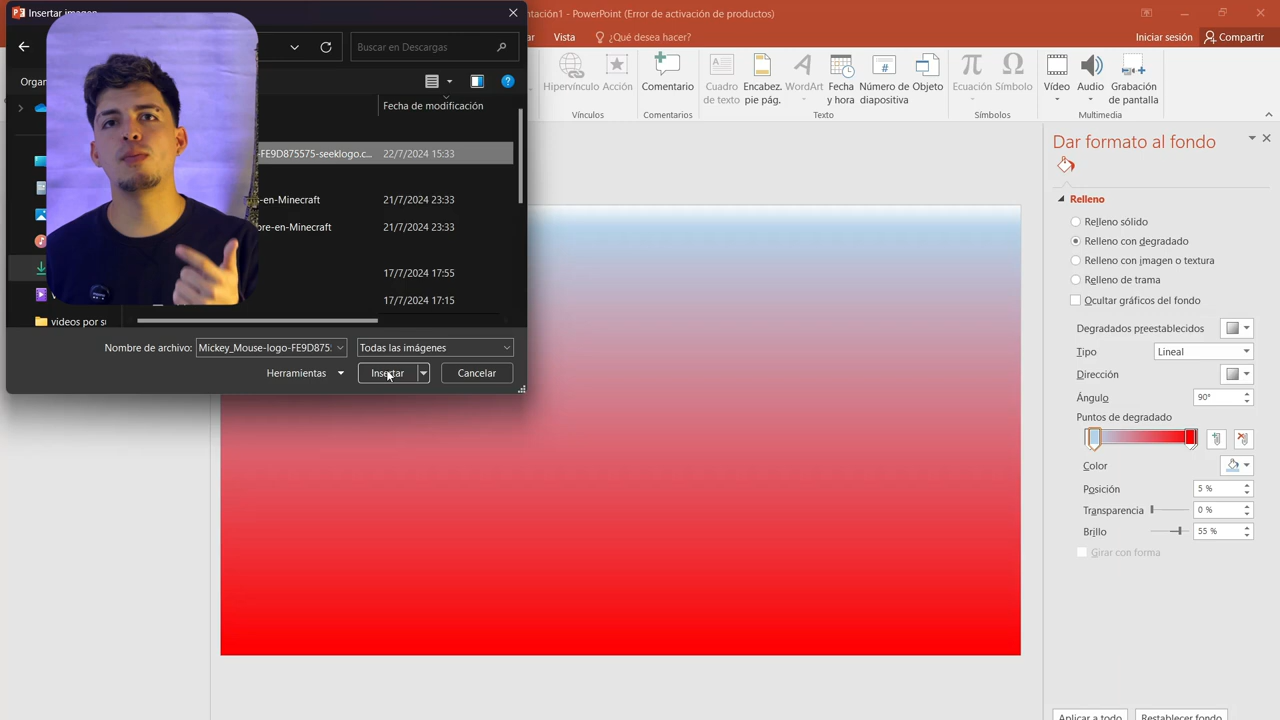 Insertar imagen
ntación1 - PowerPoint (Error de activación de productos)
ar
Vista
¿Qué desea hacer?
Iniciar sesión
Compartir
Buscar en Descargas
Organ
Hipervínculo
Acción
Vínculos
Comentario
Comentarios
Cuadro de texto
Encabez. pie pág.
WordArt
Fecha y hora
Número de diapositiva
Objeto
Texto
Ecuación
Símbolo
Símbolos
Vídeo
Audio
Grabación de pantalla
Multimedia
Fecha de modificación
-FE9D875575-seeklogo.c...
22/7/2024 15:33
-en-Minecraft
21/7/2024 23:33
bre-en-Minecraft
21/7/2024 23:33
17/7/2024 17:55
17/7/2024 17:15
videos por su
Nombre de archivo:
Mickey_Mouse-logo-FE9D875
Todas las imágenes
Herramientas
Insertar
Cancelar
Dar formato al fondo
Relleno
Relleno sólido
Relleno con degradado
Relleno con imagen o textura
Relleno de trama
Ocultar gráficos del fondo
Degradados preestablecidos
Tipo
Lineal
Dirección
Ángulo
90°
Puntos de degradado
Color
Posición
5 %
Transparencia
0 %
Brillo
55 %
Girar con forma
Aplicar a todo
Restablecer fondo